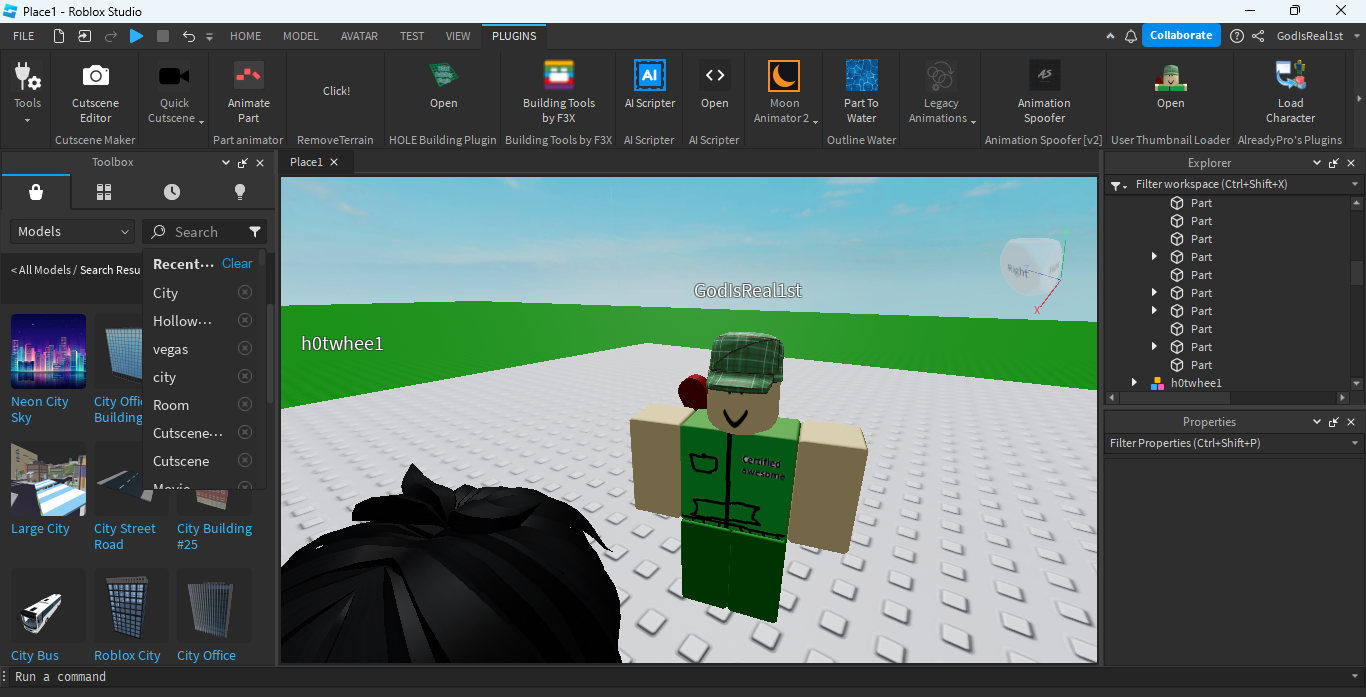 Place1 - Roblox Studio
FILE HOME MODEL AVATAR TEST VIEW PLUGINS Collaborate GodIsReal1st
Tools
Cutscene
Editor
Cutscene Maker
Quick
Cutscene
Animate
Part
Part animator
Click!
RemoveTerrain
Open
HOLE Building Plugin
Building Tools
by F3X
Building Tools by F3X
AI
AI Scripter
AI Scripter
Open
AI Scripter
Moon
Animator 2
Part To
Water
Outline Water
Legacy
Animations
AS
Animation
Spoofer
Animation Spoofer [v2]
Open
User Thumbnail Loader
Load
Character
AlreadyPro's Plugins
Toolbox
Models
Search
< All Models / Search Resu
Recent... Clear
City
Hollow...
vegas
city
Room
Cutscene...
Cutscene
Movie
Neon City
Sky
City Offi
Building
Large City
City Street
Road
City Building
#25
City Bus
Roblox City
City Office
Place1
GodIsReal1st
h0twhee1
Certified
awesome
Right
X
Explorer
Filter workspace (Ctrl+Shift+X)
Part
Part
Part
Part
Part
Part
Part
Part
Part
Part
h0twhee1
Properties
Filter Properties (Ctrl+Shift+P)
Run a command